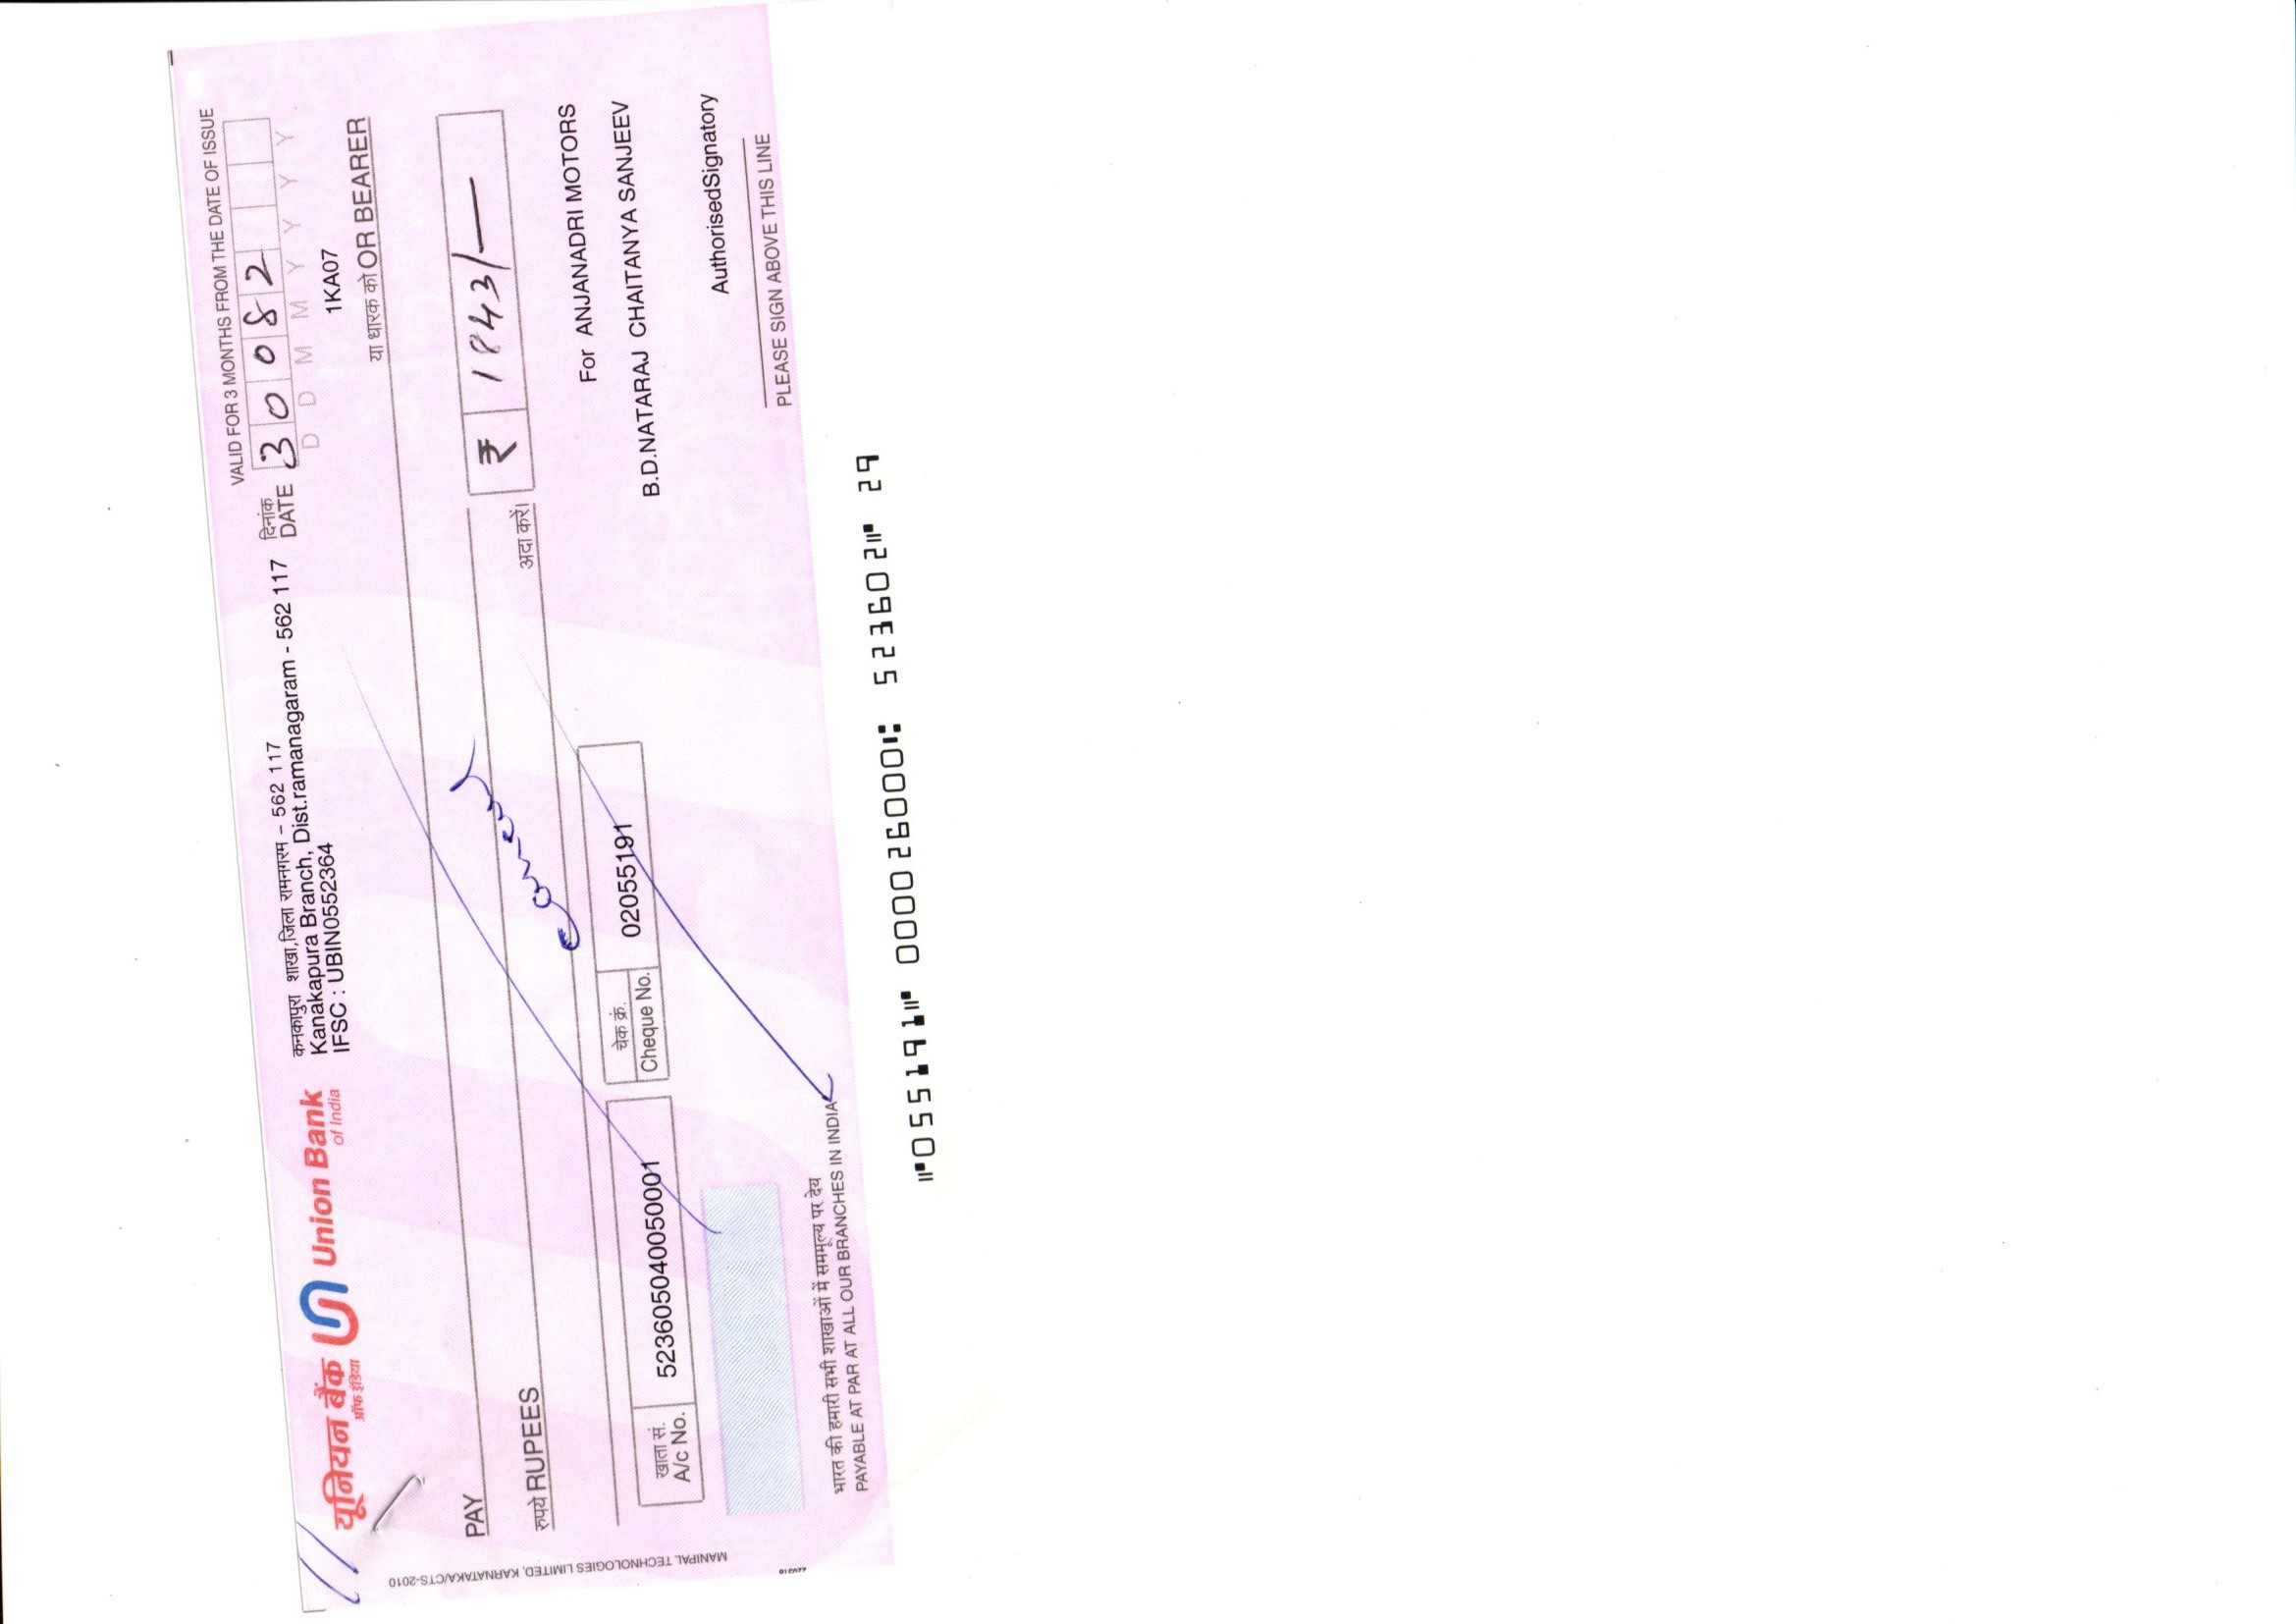 VALID FOR 3 MONTHS FROM THE DATE OF ISSUE
यूनियन बैंक Union Bank
ऑफ इंडिया of India
कनकापुरा शाखा,जिला रामनगरम – 562 117
Kanakapura Branch, Dist.ramanagaram - 562 117
IFSC : UBIN0552364
दिनांक
DATE 3 0 0 8 2
D D M M Y Y Y Y
1KA07
PAY
या धारक को OR BEARER
रुपये RUPEES
अदा करें।
₹ 1843/—
खाता सं.
A/c No. 523605040050001
चेक क्रं.
Cheque No. 02055191
For ANJANADRI MOTORS
B.D.NATARAJ CHAITANYA SANJEEV
AuthorisedSignatory
PLEASE SIGN ABOVE THIS LINE
भारत की हमारी सभी शाखाओं में सममूल्य पर देय
PAYABLE AT PAR AT ALL OUR BRANCHES IN INDIA
MANIPAL TECHNOLOGIES LIMITED, KARNATAKA/CTS-2010
⑈055191⑈ 000026000⑆ 523602⑈ 29